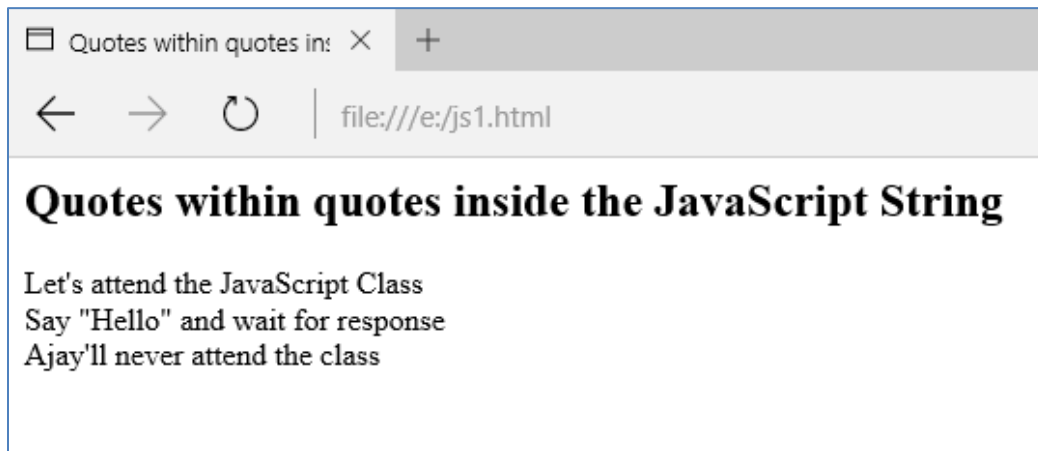 Quotes within quotes ins
file:///e:/js1.html
Quotes within quotes inside the JavaScript String
Let's attend the JavaScript Class
Say "Hello" and wait for response
Ajay'll never attend the class